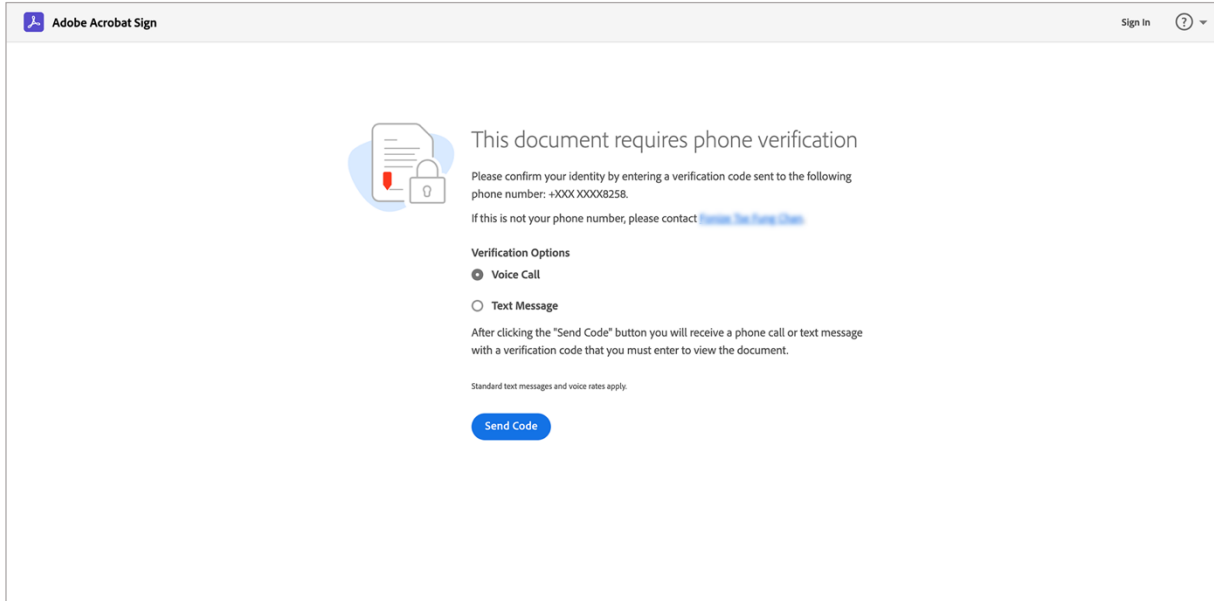 Adobe Acrobat Sign
Sign In
?
This document requires phone verification
Please confirm your identity by entering a verification code sent to the following
phone number: +XXX XXXX8258.
If this is not your phone number, please contact
Verification Options
Voice Call
Text Message
After clicking the "Send Code" button you will receive a phone call or text message
with a verification code that you must enter to view the document.
Standard text messages and voice rates apply.
Send Code